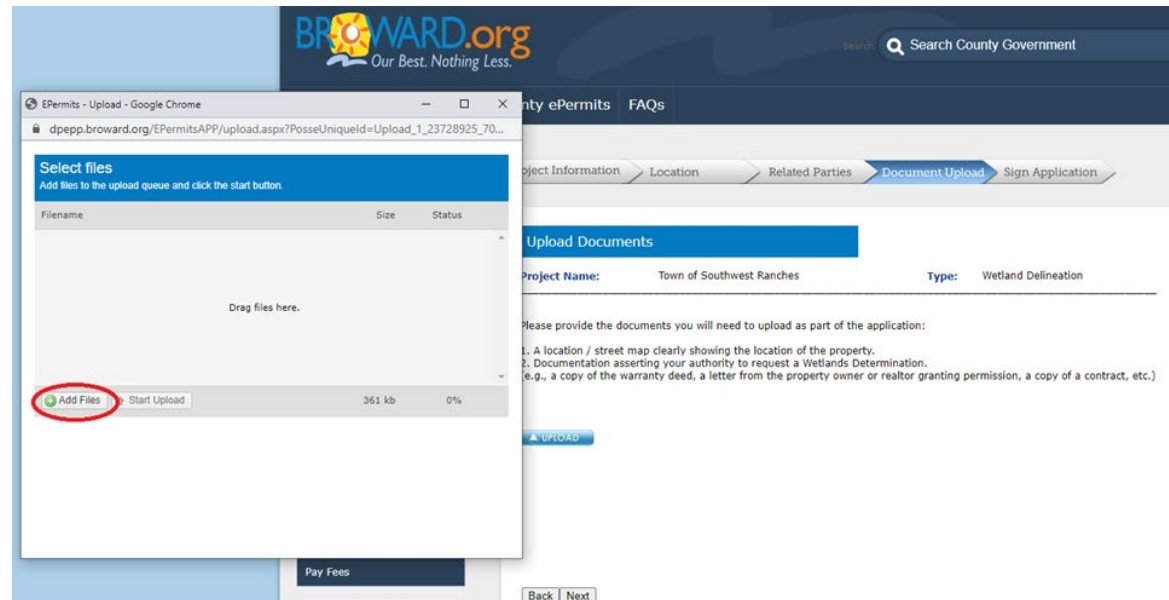 BROWARD.org
Our Best. Nothing Less.
Search
Search County Government
nty ePermits FAQs
EPermits - Upload - Google Chrome
dpepp.broward.org/EPermitsAPP/upload.aspx?PosseUniqueId=Upload_1_23728925_70...
Select files
Add files to the upload queue and click the start button.
Filename Size Status
Drag files here.
Add Files Start Upload 361 kb 0%
oject Information Location Related Parties Document Upload Sign Application
Upload Documents
Project Name: Town of Southwest Ranches Type: Wetland Delineation
Please provide the documents you will need to upload as part of the application:
1. A location / street map clearly showing the location of the property.
2. Documentation asserting your authority to request a Wetlands Determination.
(e.g., a copy of the warranty deed, a letter from the property owner or realtor granting permission, a copy of a contract, etc.)
UPLOAD
Pay Fees
Back Next